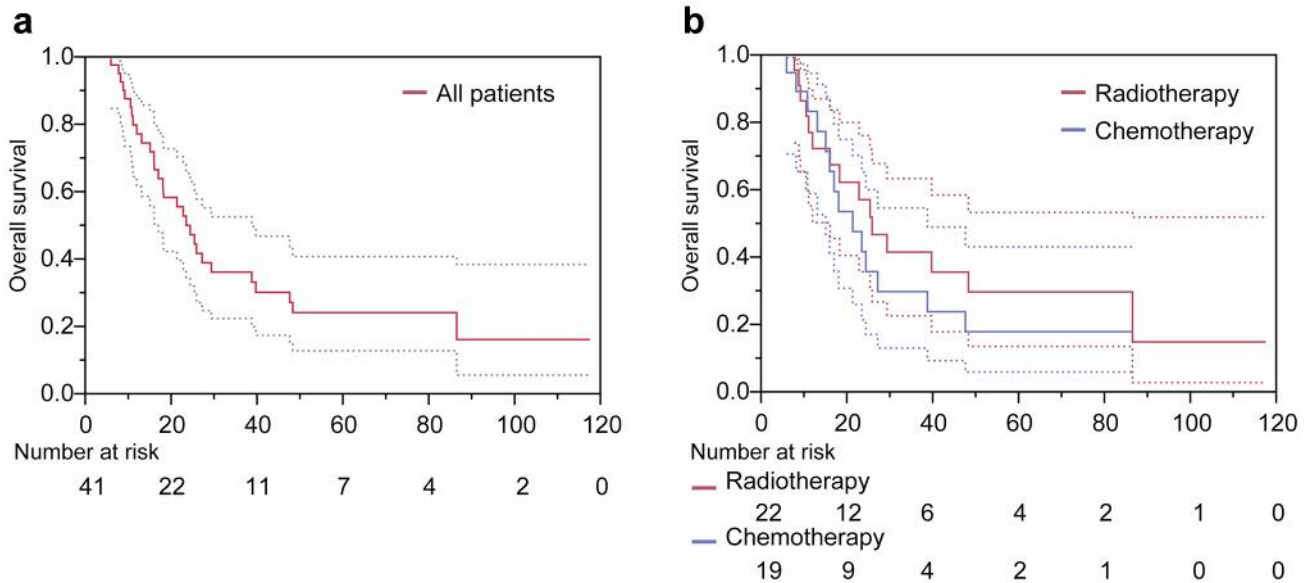 a
Overall survival
1.0
0.8
0.6
0.4
0.2
0.0
All patients
0 20 40 60 80 100 120
Number at risk
41 22 11 7 4 2 0
b
Overall survival
1.0
0.8
0.6
0.4
0.2
0.0
Radiotherapy
Chemotherapy
0 20 40 60 80 100 120
Number at risk
Radiotherapy
22 12 6 4 2 1 0
Chemotherapy
19 9 4 2 1 0 0